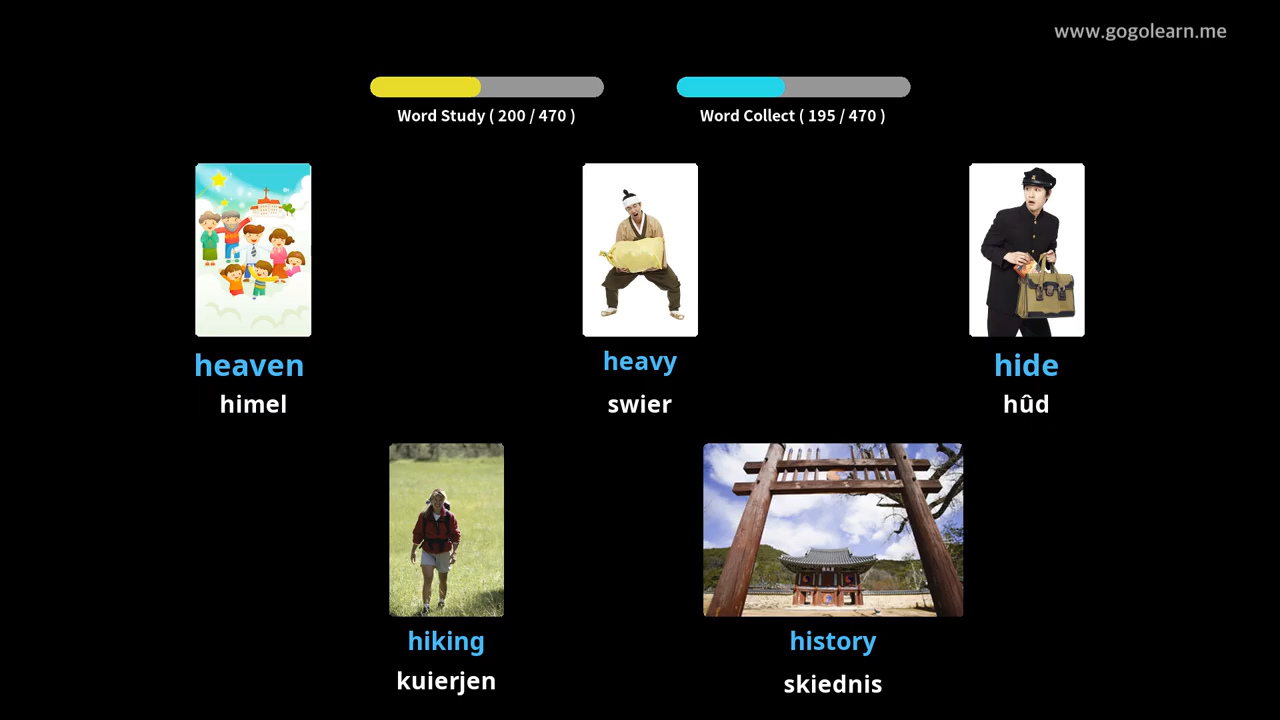 www.gogolearn.me
Word Study ( 200 / 470 )
Word Collect ( 195 / 470 )
heaven
himel
heavy
swier
hide
hûd
hiking
kuierjen
history
skiednis